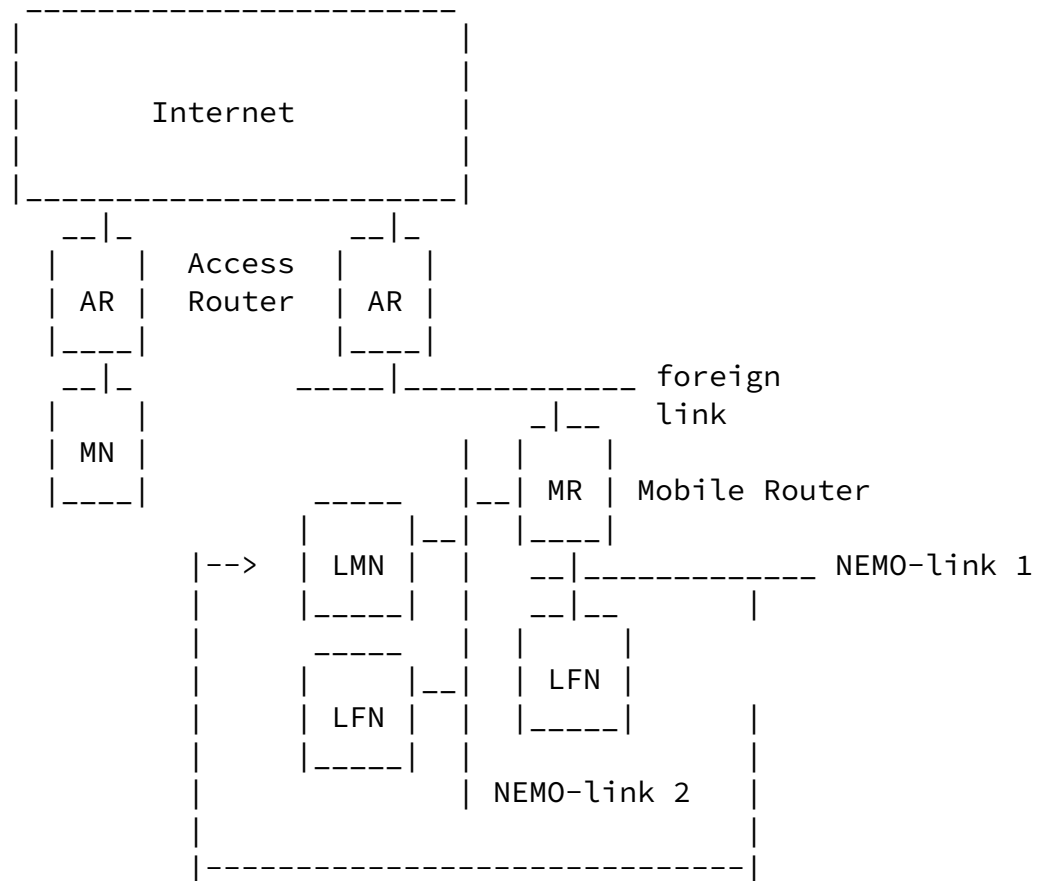 Internet
Access
AR Router AR
foreign
link
MN
MR Mobile Router
--> LMN NEMO-link 1
LFN
LFN
NEMO-link 2